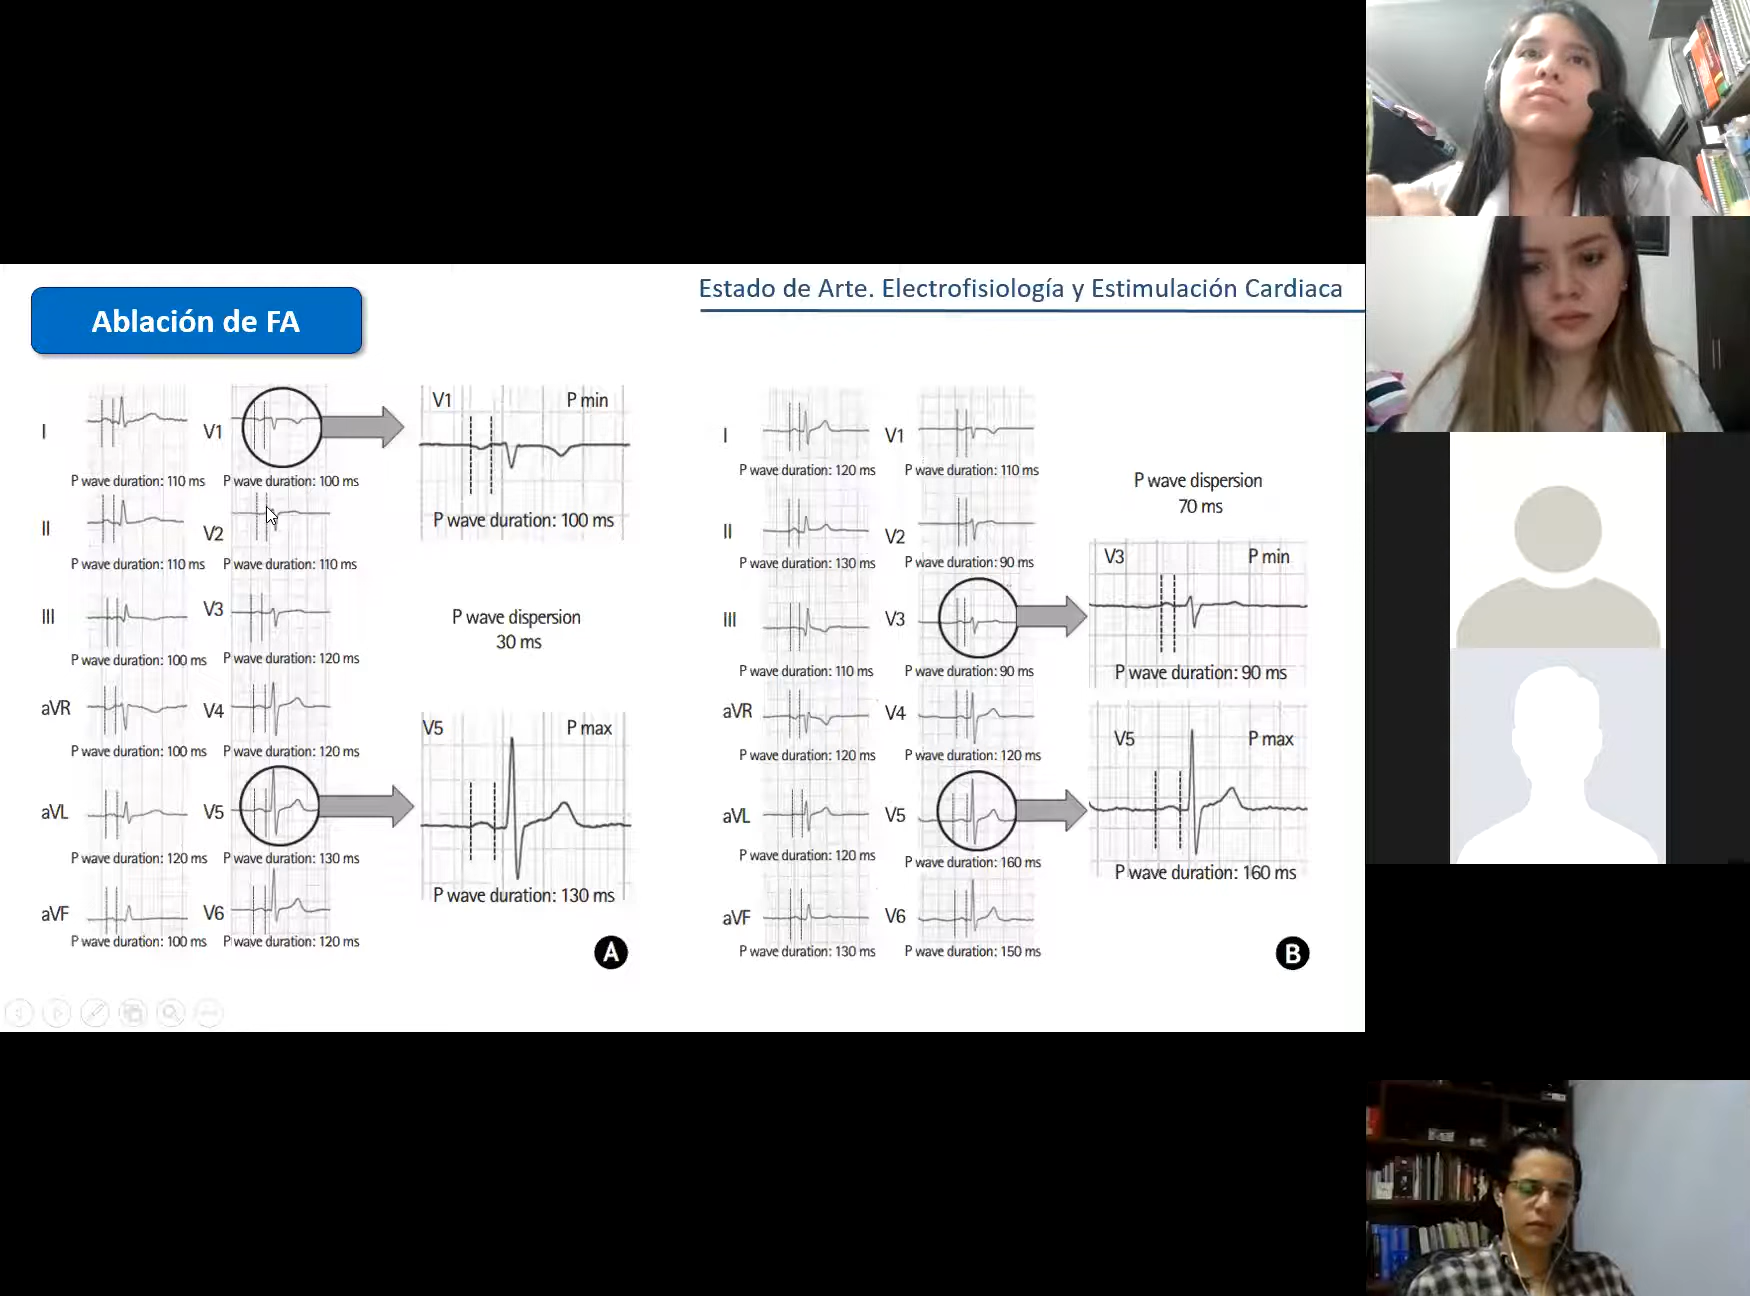 Estado de Arte. Electrofisiología y Estimulación Cardiaca
Ablación de FA
I
P wave duration: 110 ms
V1
P wave duration: 100 ms
II
P wave duration: 110 ms
V2
P wave duration: 110 ms
III
P wave duration: 100 ms
V3
P wave duration: 120 ms
aVR
P wave duration: 100 ms
V4
P wave duration: 120 ms
aVL
P wave duration: 120 ms
V5
P wave duration: 130 ms
aVF
P wave duration: 100 ms
V6
P wave duration: 120 ms
V1 P min
P wave duration: 100 ms
P wave dispersion
30 ms
V5 P max
P wave duration: 130 ms
A
I
P wave duration: 120 ms
V1
P wave duration: 110 ms
II
P wave duration: 130 ms
V2
P wave duration: 90 ms
III
P wave duration: 110 ms
V3
P wave duration: 90 ms
aVR
P wave duration: 120 ms
V4
P wave duration: 120 ms
aVL
P wave duration: 120 ms
V5
P wave duration: 160 ms
aVF
P wave duration: 130 ms
V6
P wave duration: 150 ms
P wave dispersion
70 ms
V3 P min
P wave duration: 90 ms
V5 P max
P wave duration: 160 ms
B